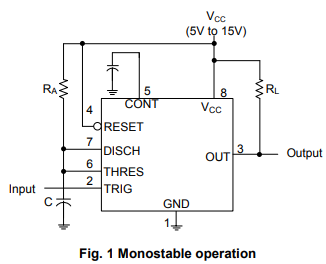 VCC
(5V to 15V)
RA
5
8
RL
4
CONT
VCC
RESET
7
DISCH
6
THRES
OUT
3
Output
Input
2
TRIG
C
GND
1
Fig. 1 Monostable operation